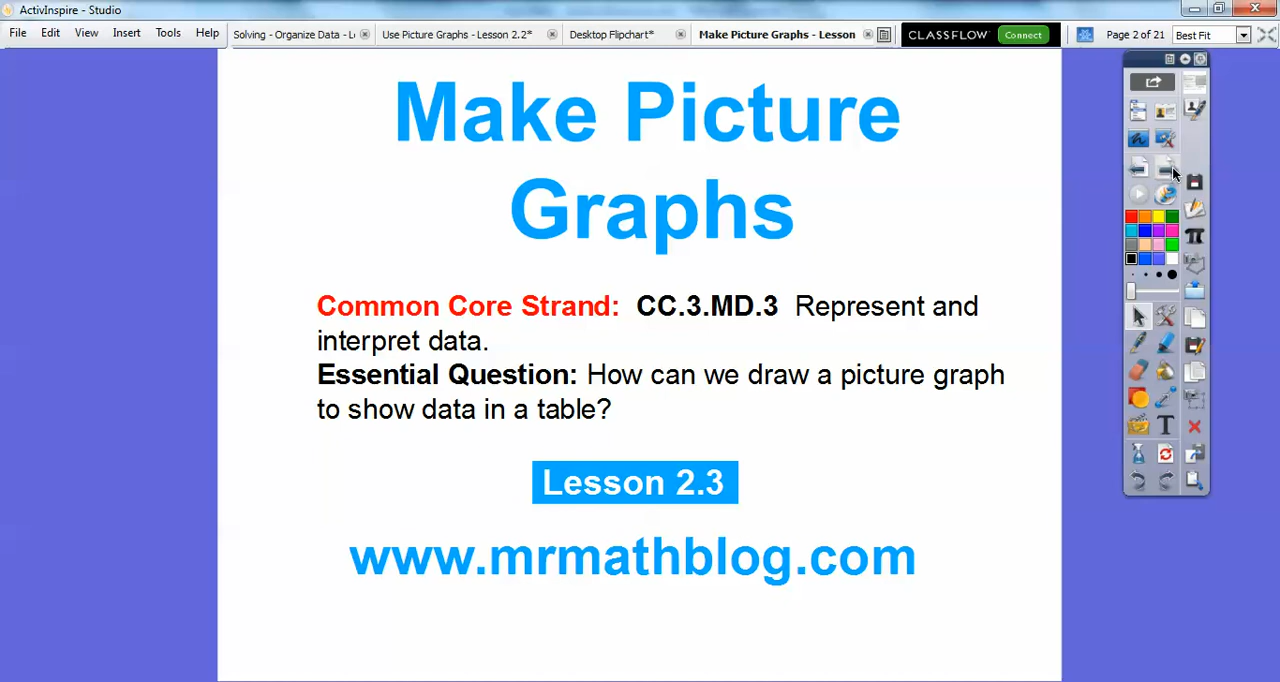 ActivInspire - Studio
File Edit View Insert Tools Help
Solving - Organize Data - L
Use Picture Graphs - Lesson 2.2*
Desktop Flipchart*
Make Picture Graphs - Lesson
CLASSFLOW Connect
Page 2 of 21
Best Fit
Make Picture
Graphs
Common Core Strand: CC.3.MD.3 Represent and
interpret data.
Essential Question: How can we draw a picture graph
to show data in a table?
Lesson 2.3
www.mrmathblog.com